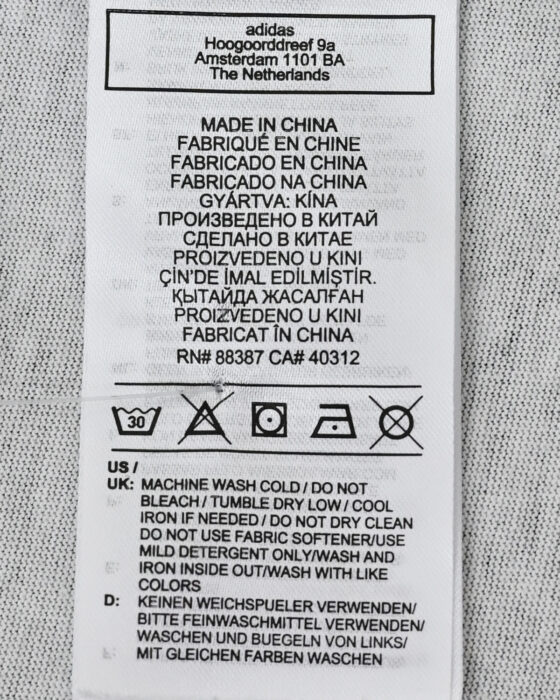 adidas
Hoogoorddreef 9a
Amsterdam 1101 BA
The Netherlands
MADE IN CHINA
FABRIQUÉ EN CHINE
FABRICADO EN CHINA
FABRICADO NA CHINA
GYÁRTVA: KÍNA
ПРОИЗВЕДЕНО В КИТАЙ
СДЕЛАНО В КИТАЕ
PROIZVEDENO U KINI
ÇİN'DE İMAL EDİLMİŞTİR.
ҚЫТАЙДА ЖАСАЛҒАН
PROIZVEDENO U KINI
FABRICAT ÎN CHINA
RN# 88387 CA# 40312
30
US /
UK: MACHINE WASH COLD / DO NOT
BLEACH / TUMBLE DRY LOW / COOL
IRON IF NEEDED / DO NOT DRY CLEAN
DO NOT USE FABRIC SOFTENER/USE
MILD DETERGENT ONLY/WASH AND
IRON INSIDE OUT/WASH WITH LIKE
COLORS
D: KEINEN WEICHSPUELER VERWENDEN/
BITTE FEINWASCHMITTEL VERWENDEN/
WASCHEN UND BUEGELN VON LINKS/
MIT GLEICHEN FARBEN WASCHEN